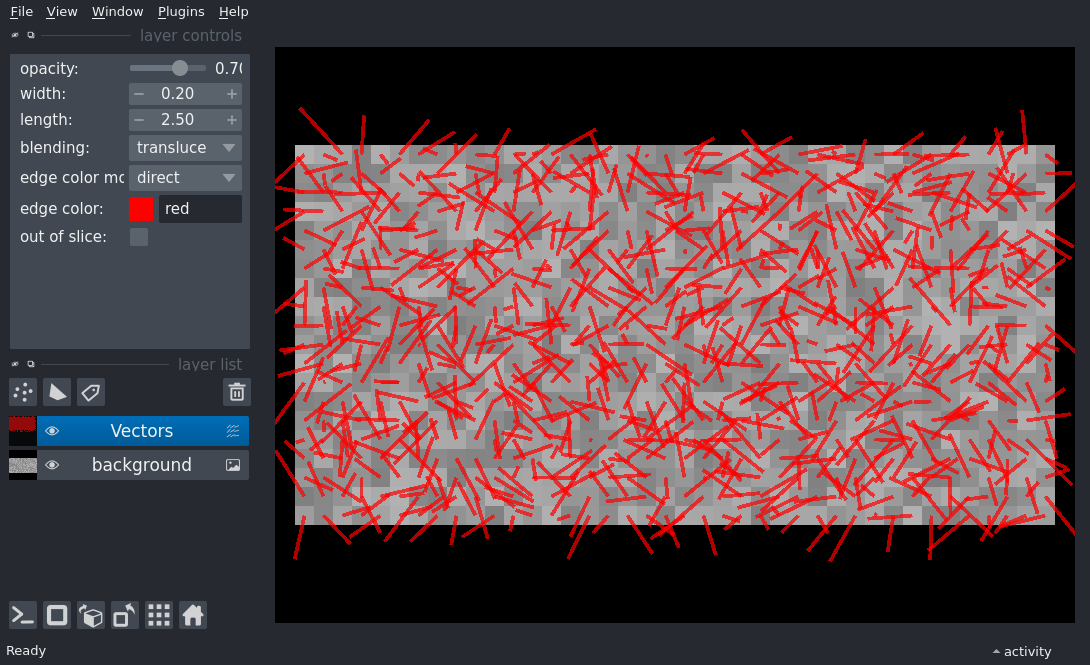 File View Window Plugins Help
layer controls
opacity: 0.70
width: 0.20
length: 2.50
blending: transluce
edge color mo direct
edge color: red
out of slice:
layer list
Vectors
background
Ready
activity